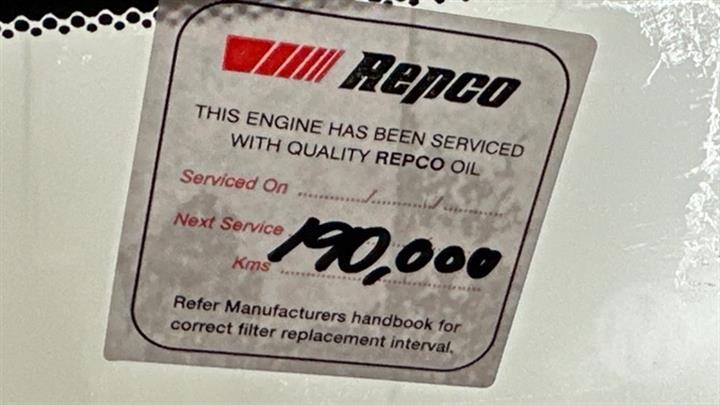 Repco
THIS ENGINE HAS BEEN SERVICED
WITH QUALITY REPCO OIL
Serviced On ............/............/............
Next Service 190,000
Kms ............
Refer Manufacturers handbook for
correct filter replacement interval.